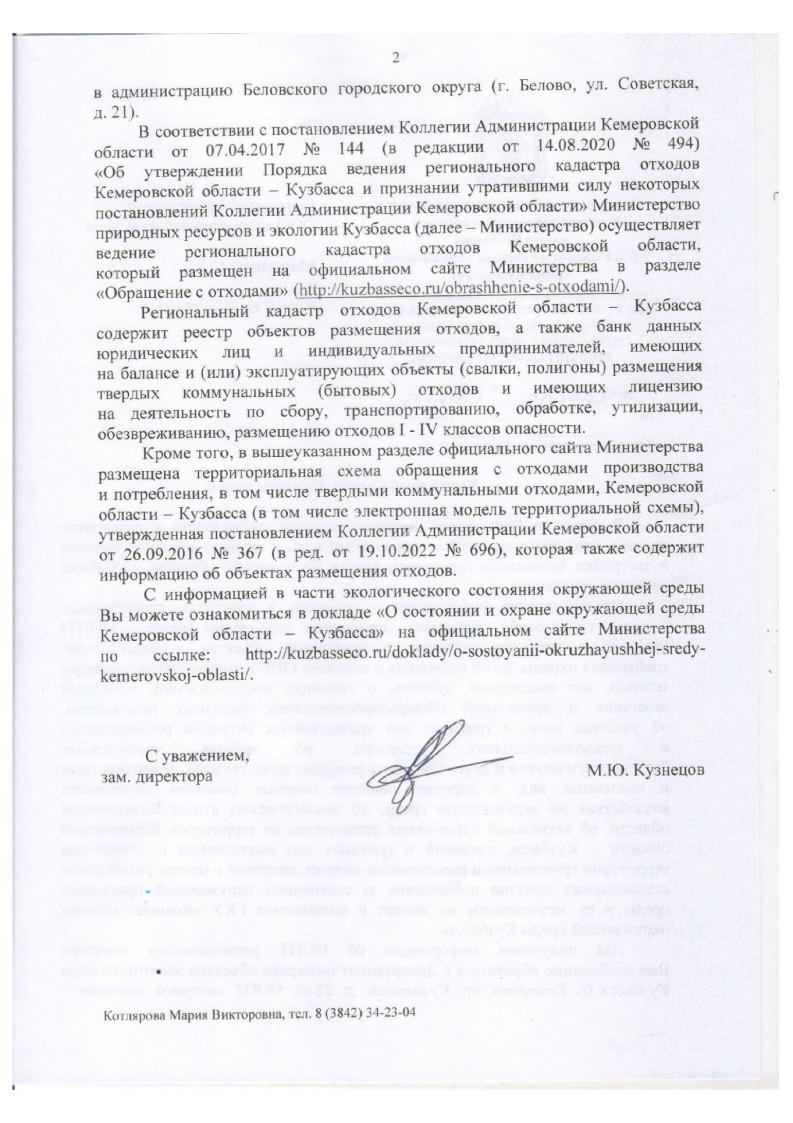 2
в администрацию Беловского городского округа (г. Белово, ул. Советская,
д. 21).
В соответствии с постановлением Коллегии Администрации Кемеровской
области от 07.04.2017 № 144 (в редакции от 14.08.2020 № 494)
«Об утверждении Порядка ведения регионального кадастра отходов
Кемеровской области – Кузбасса и признании утратившими силу некоторых
постановлений Коллегии Администрации Кемеровской области» Министерство
природных ресурсов и экологии Кузбасса (далее – Министерство) осуществляет
ведение регионального кадастра отходов Кемеровской области,
который размещен на официальном сайте Министерства в разделе
«Обращение с отходами» (http://kuzbasseco.ru/obrashhenie-s-otxodami/).
Региональный кадастр отходов Кемеровской области – Кузбасса
содержит реестр объектов размещения отходов, а также банк данных
юридических лиц и индивидуальных предпринимателей, имеющих
на балансе и (или) эксплуатирующих объекты (свалки, полигоны) размещения
твердых коммунальных (бытовых) отходов и имеющих лицензию
на деятельность по сбору, транспортированию, обработке, утилизации,
обезвреживанию, размещению отходов I - IV классов опасности.
Кроме того, в вышеуказанном разделе официального сайта Министерства
размещена территориальная схема обращения с отходами производства
и потребления, в том числе твердыми коммунальными отходами, Кемеровской
области – Кузбасса (в том числе электронная модель территориальной схемы),
утвержденная постановлением Коллегии Администрации Кемеровской области
от 26.09.2016 № 367 (в ред. от 19.10.2022 № 696), которая также содержит
информацию об объектах размещения отходов.
С информацией в части экологического состояния окружающей среды
Вы можете ознакомиться в докладе «О состоянии и охране окружающей среды
Кемеровской области – Кузбасса» на официальном сайте Министерства
по ссылке: http://kuzbasseco.ru/doklady/o-sostoyanii-okruzhayushhej-sredy-
kemerovskoj-oblasti/.
С уважением,
зам. директора М.Ю. Кузнецов
Котлярова Мария Викторовна, тел. 8 (3842) 34-23-04